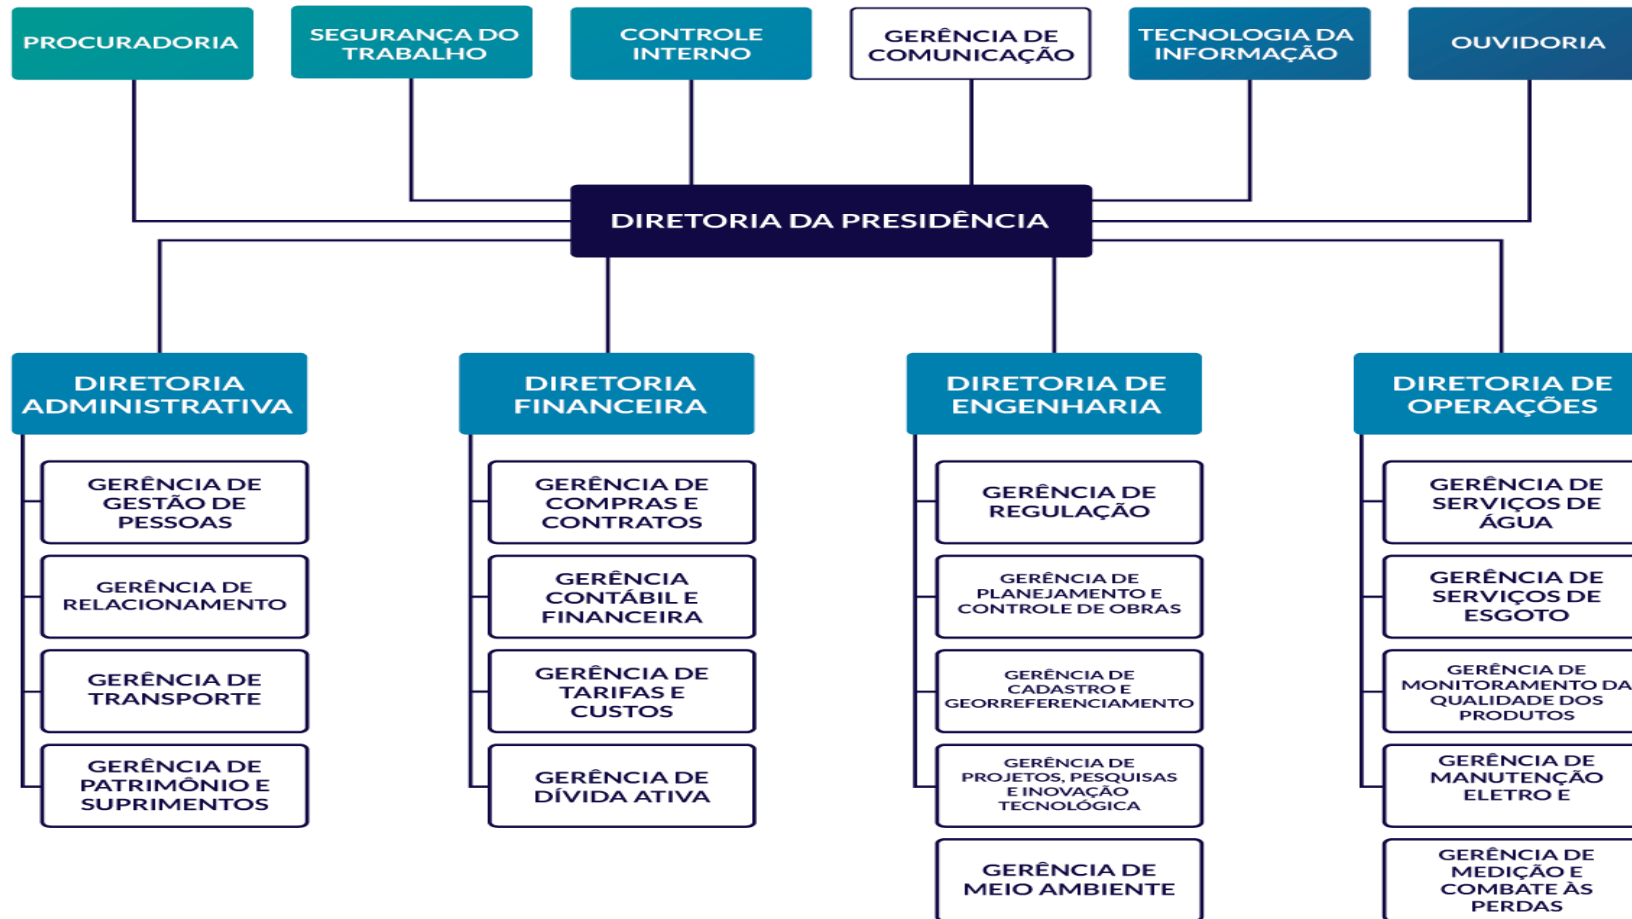 PROCURADORIA
SEGURANÇA DO
TRABALHO
CONTROLE
INTERNO
GERÊNCIA DE
COMUNICAÇÃO
TECNOLOGIA DA
INFORMAÇÃO
OUVIDORIA
DIRETORIA DA PRESIDÊNCIA
DIRETORIA
ADMINISTRATIVA
GERÊNCIA DE
GESTÃO DE
PESSOAS
GERÊNCIA DE
RELACIONAMENTO
GERÊNCIA DE
TRANSPORTE
GERÊNCIA DE
PATRIMÔNIO E
SUPRIMENTOS
DIRETORIA
FINANCEIRA
GERÊNCIA DE
COMPRAS E
CONTRATOS
GERÊNCIA
CONTÁBIL E
FINANCEIRA
GERÊNCIA DE
TARIFAS E
CUSTOS
GERÊNCIA DE
DÍVIDA ATIVA
DIRETORIA DE
ENGENHARIA
GERÊNCIA DE
REGULAÇÃO
GERÊNCIA DE
PLANEJAMENTO E
CONTROLE DE OBRAS
GERÊNCIA DE
CADASTRO E
GEORREFERENCIAMENTO
GERÊNCIA DE
PROJETOS, PESQUISAS
E INOVAÇÃO
TECNOLÓGICA
GERÊNCIA DE
MEIO AMBIENTE
DIRETORIA DE
OPERAÇÕES
GERÊNCIA DE
SERVIÇOS DE
ÁGUA
GERÊNCIA DE
SERVIÇOS DE
ESGOTO
GERÊNCIA DE
MONITORAMENTO DA
QUALIDADE DOS
PRODUTOS
GERÊNCIA DE
MANUTENÇÃO
ELETRO E
GERÊNCIA DE
MEDIÇÃO E
COMBATE ÀS
PERDAS